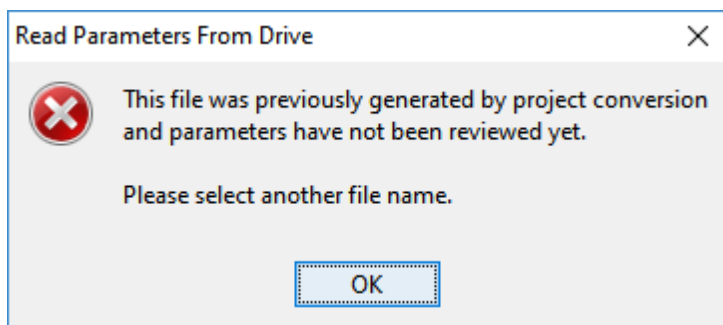 Read Parameters From Drive
This file was previously generated by project conversion
and parameters have not been reviewed yet.
Please select another file name.
OK